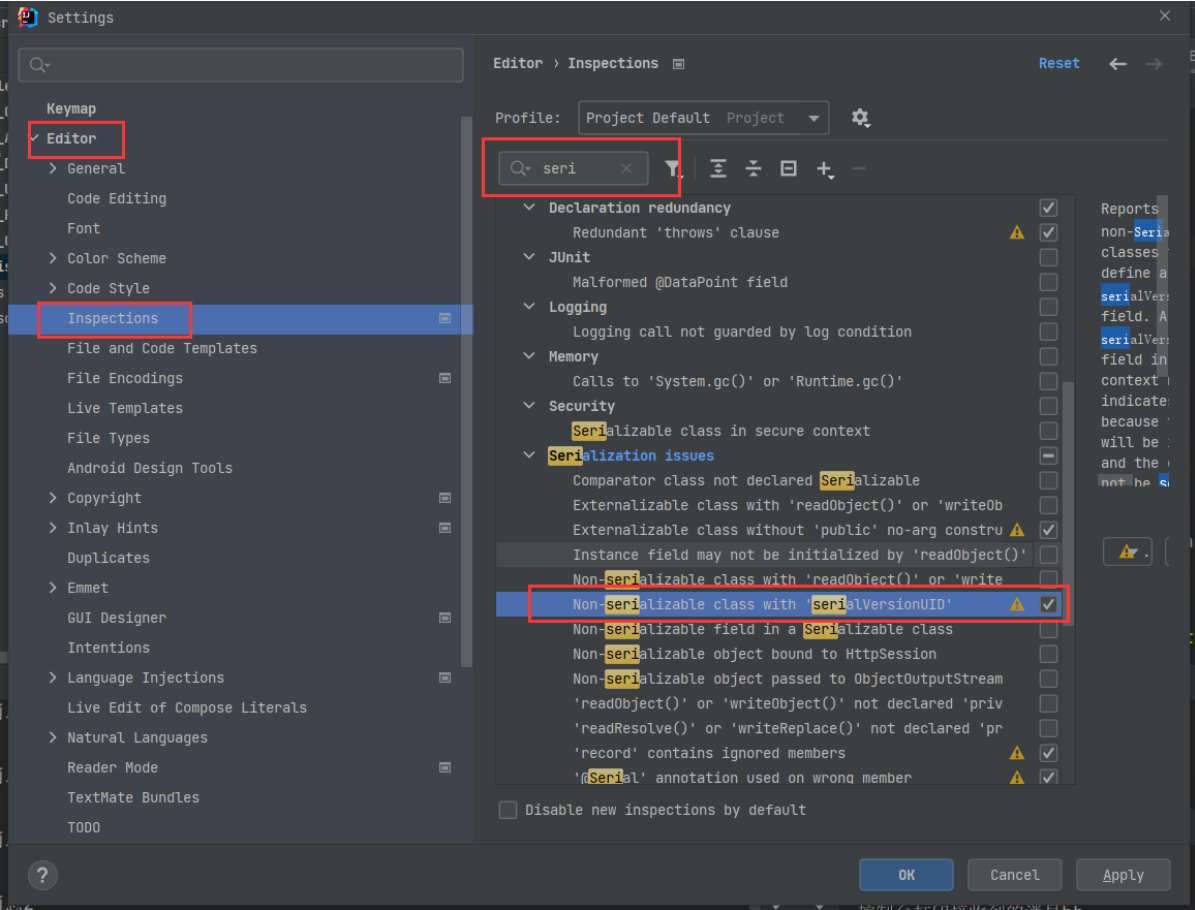 Settings
Keymap
Editor
General
Code Editing
Font
Color Scheme
Code Style
Inspections
File and Code Templates
File Encodings
Live Templates
File Types
Android Design Tools
Copyright
Inlay Hints
Duplicates
Emmet
GUI Designer
Intentions
Language Injections
Live Edit of Compose Literals
Natural Languages
Reader Mode
TextMate Bundles
TODO
Editor › Inspections
Reset
Profile: Project Default Project
seri
Declaration redundancy
Redundant 'throws' clause
JUnit
Malformed @DataPoint field
Logging
Logging call not guarded by log condition
Memory
Calls to 'System.gc()' or 'Runtime.gc()'
Security
Serializable class in secure context
Serialization issues
Comparator class not declared Serializable
Externalizable class with 'readObject()' or 'writeOb
Externalizable class without 'public' no-arg constru
Instance field may not be initialized by 'readObject()'
Non-serializable class with 'readObject()' or 'write
Non-serializable class with 'serialVersionUID'
Non-serializable field in a Serializable class
Non-serializable object bound to HttpSession
Non-serializable object passed to ObjectOutputStream
'readObject()' or 'writeObject()' not declared 'priv
'readResolve()' or 'writeReplace()' not declared 'pr
'record' contains ignored members
'@Serial' annotation used on wrong member
Reports
non-Seria
classes
define a
serialVers
field. A
serialVers
field in
context
indicate
because
will be
and the
not be s
Disable new inspections by default
?
OK
Cancel
Apply